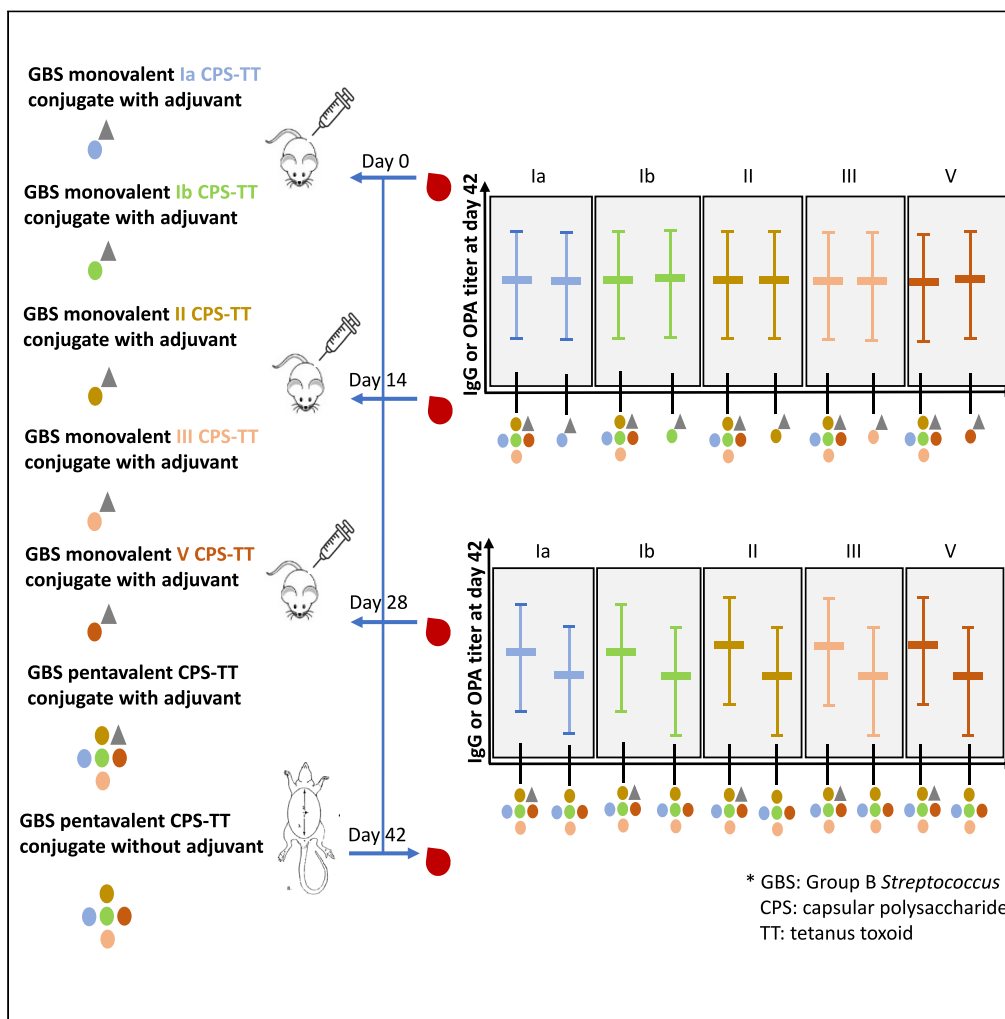 GBS monovalent Ia CPS-TT
conjugate with adjuvant
GBS monovalent Ib CPS-TT
conjugate with adjuvant
GBS monovalent II CPS-TT
conjugate with adjuvant
GBS monovalent III CPS-TT
conjugate with adjuvant
GBS monovalent V CPS-TT
conjugate with adjuvant
GBS pentavalent CPS-TT
conjugate with adjuvant
GBS pentavalent CPS-TT
conjugate without adjuvant
Day 0
Day 14
Day 28
Day 42
IgG or OPA titer at day 42
Ia Ib II III V
IgG or OPA titer at day 42
Ia Ib II III V
* GBS: Group B Streptococcus
CPS: capsular polysaccharide
TT: tetanus toxoid